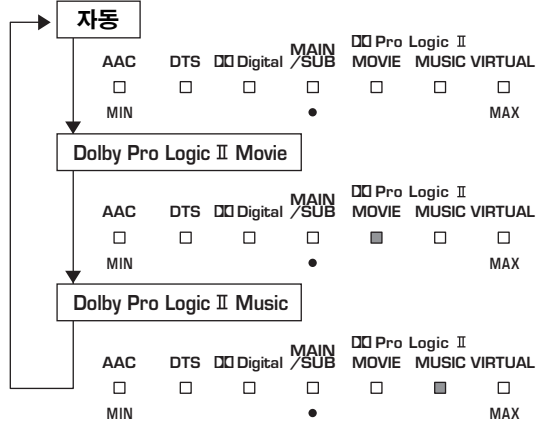 자동
DD Pro Logic II
AAC DTS DD Digital MAIN/SUB MOVIE MUSIC VIRTUAL
MIN MAX
Dolby Pro Logic II Movie
DD Pro Logic II
AAC DTS DD Digital MAIN/SUB MOVIE MUSIC VIRTUAL
MIN MAX
Dolby Pro Logic II Music
DD Pro Logic II
AAC DTS DD Digital MAIN/SUB MOVIE MUSIC VIRTUAL
MIN MAX